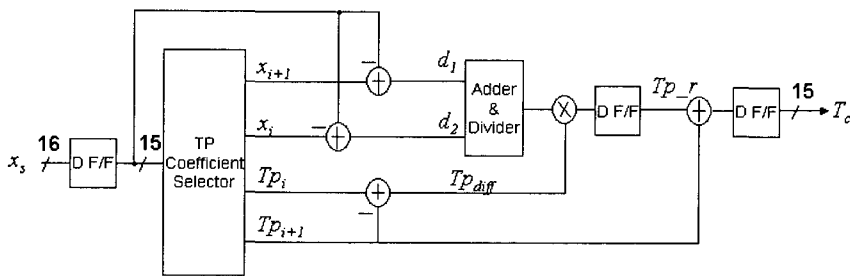 x_{i+1}
d_1
Adder
&
Divider
Tp_r
15
D F/F
D F/F
T_c
x_i
d_2
16
15
TP
Coefficient
Selector
x_s
D F/F
Tp_i
Tp_{diff}
Tp_{i+1}